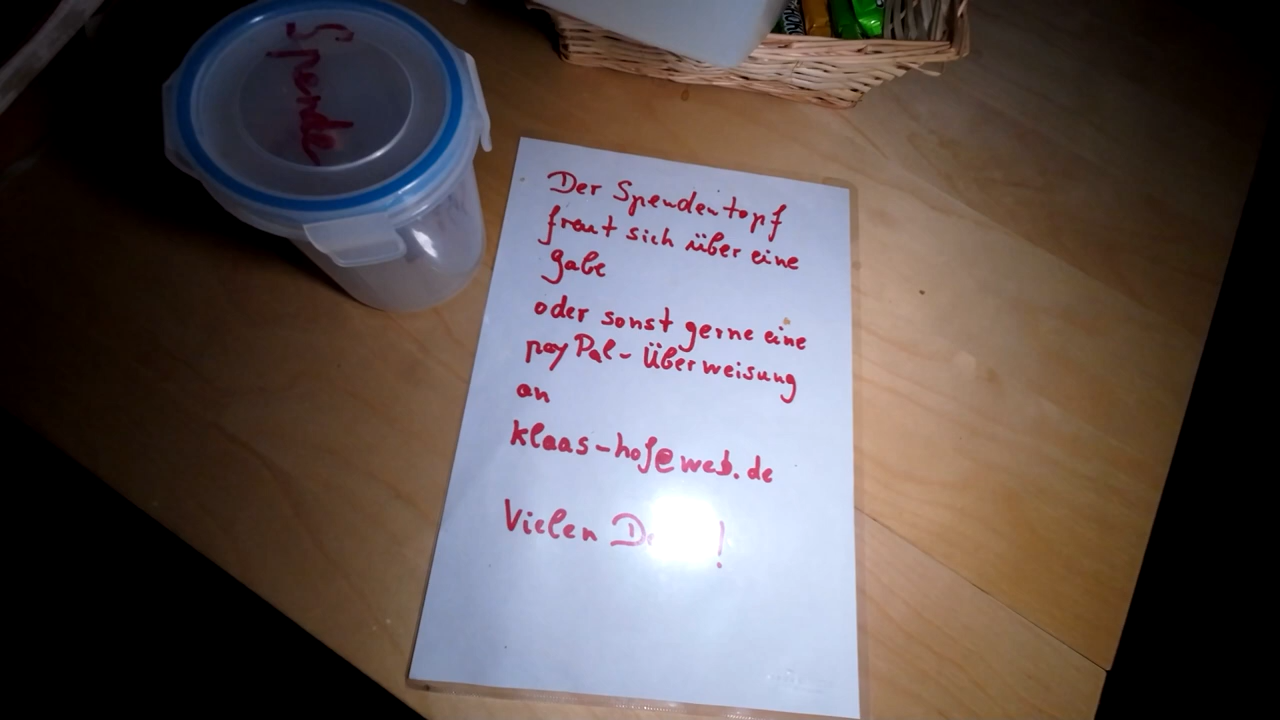 Spende
Der Spendentopf
freut sich über eine
Gabe
oder sonst gerne eine
payPal-Überweisung
an
klaas-hof@web.de
Vielen !